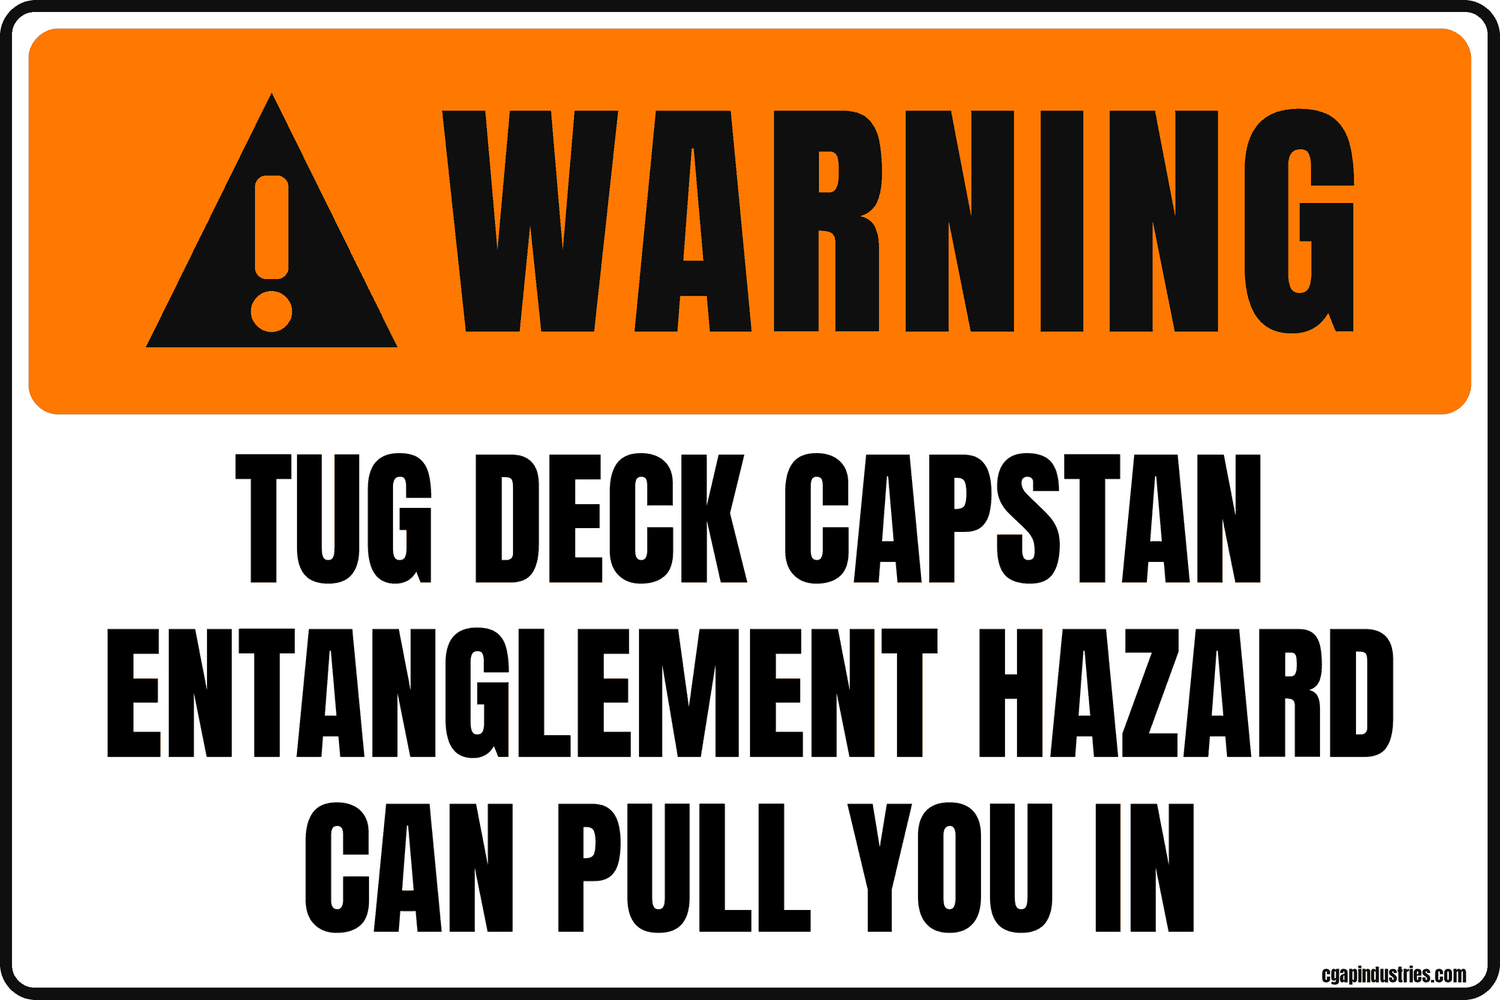 WARNING
TUG DECK CAPSTAN
ENTANGLEMENT HAZARD
CAN PULL YOU IN
cgapindustries.com